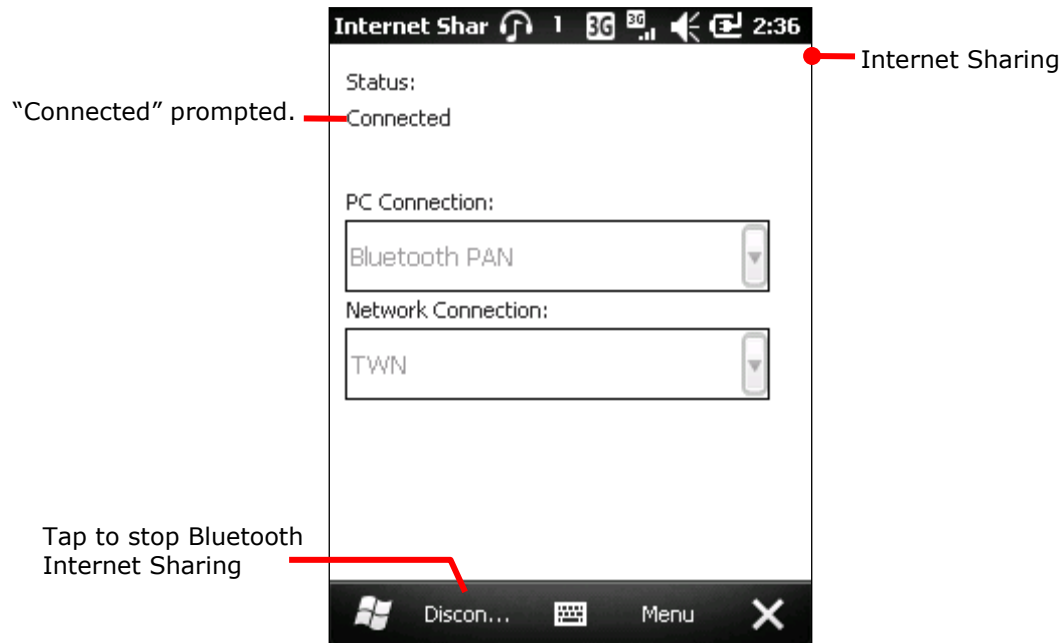 Internet Shar 1 3G 3G 2:36
Internet Sharing
Status:
“Connected” prompted.
Connected
PC Connection:
Bluetooth PAN
Network Connection:
TWN
Tap to stop Bluetooth
Internet Sharing
Discon... Menu